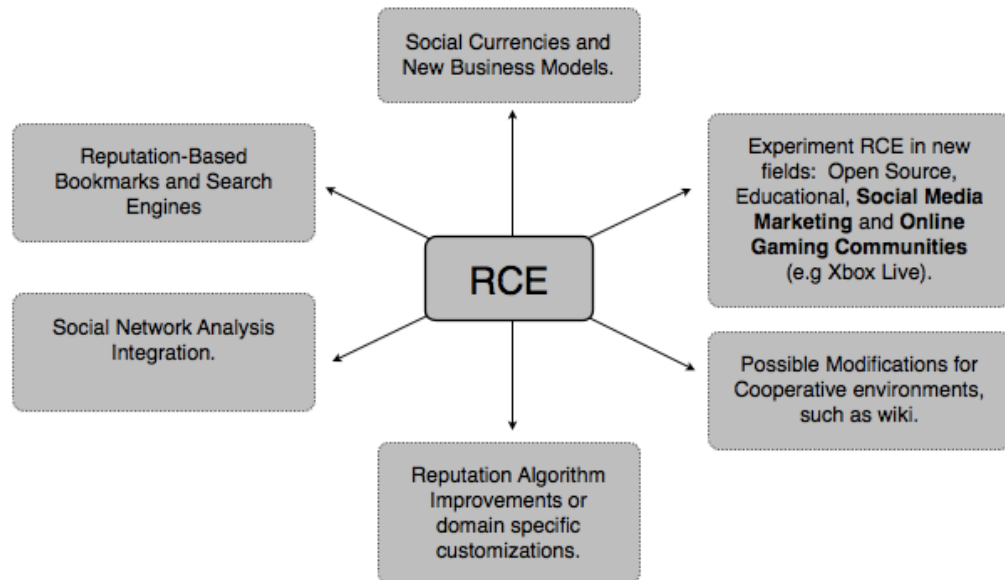 Social Currencies and
New Business Models.
Reputation-Based
Bookmarks and Search
Engines
Experiment RCE in new
fields: Open Source,
Educational, Social Media
Marketing and Online
Gaming Communities
(e.g Xbox Live).
RCE
Social Network Analysis
Integration.
Possible Modifications for
Cooperative environments,
such as wiki.
Reputation Algorithm
Improvements or
domain specific
customizations.